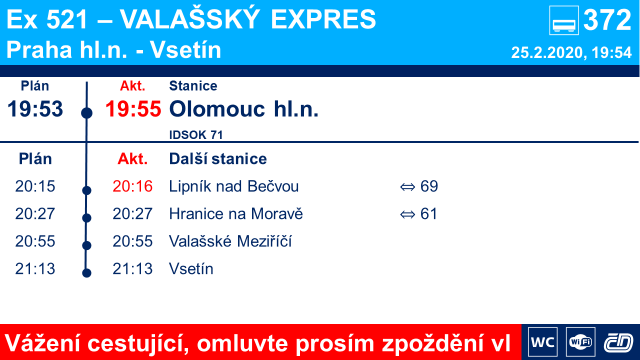 Ex 521 – VALAŠSKÝ EXPRES 372
Praha hl.n. - Vsetín 25.2.2020, 19:54
Plán Akt. Stanice
19:53 19:55 Olomouc hl.n.
IDSOK 71
Plán Akt. Další stanice
20:15 20:16 Lipník nad Bečvou ⇔ 69
20:27 20:27 Hranice na Moravě ⇔ 61
20:55 20:55 Valašské Meziříčí
21:13 21:13 Vsetín
Vážení cestující, omluvte prosím zpoždění vl WC WiFi ČD